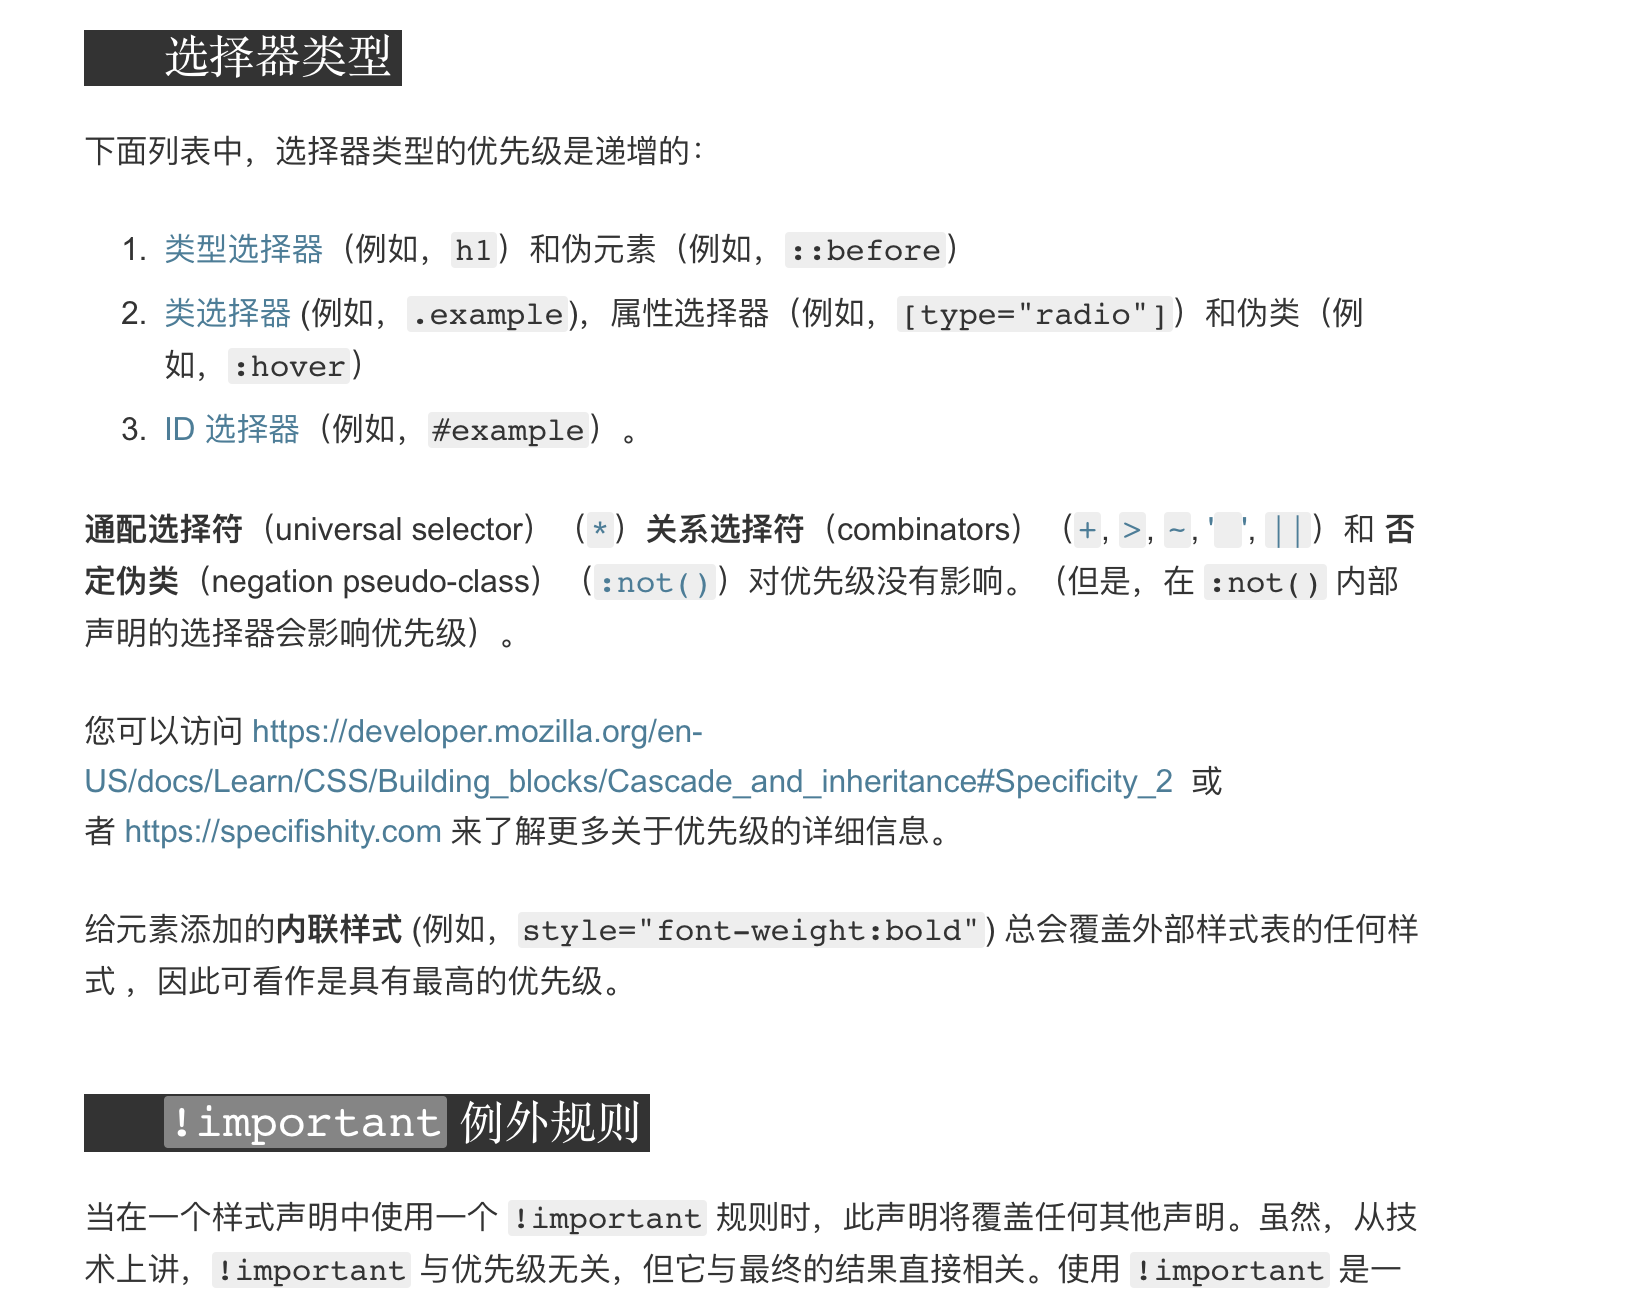 选择器类型
下面列表中，选择器类型的优先级是递增的：
1. 类型选择器（例如，h1）和伪元素（例如，::before）
2. 类选择器 (例如，.example)，属性选择器（例如，[type="radio"]）和伪类（例
如，:hover）
3. ID 选择器（例如，#example）。
通配选择符（universal selector）（*）关系选择符（combinators）（+, >, ~, ' ', ||）和 否
定伪类（negation pseudo-class）（:not()）对优先级没有影响。（但是，在 :not() 内部
声明的选择器会影响优先级）。
您可以访问 https://developer.mozilla.org/en-
US/docs/Learn/CSS/Building_blocks/Cascade_and_inheritance#Specificity_2 或
者 https://specifishity.com 来了解更多关于优先级的详细信息。
给元素添加的内联样式 (例如，style="font-weight:bold") 总会覆盖外部样式表的任何样
式 ，因此可看作是具有最高的优先级。
!important 例外规则
当在一个样式声明中使用一个 !important 规则时，此声明将覆盖任何其他声明。虽然，从技
术上讲，!important 与优先级无关，但它与最终的结果直接相关。使用 !important 是一